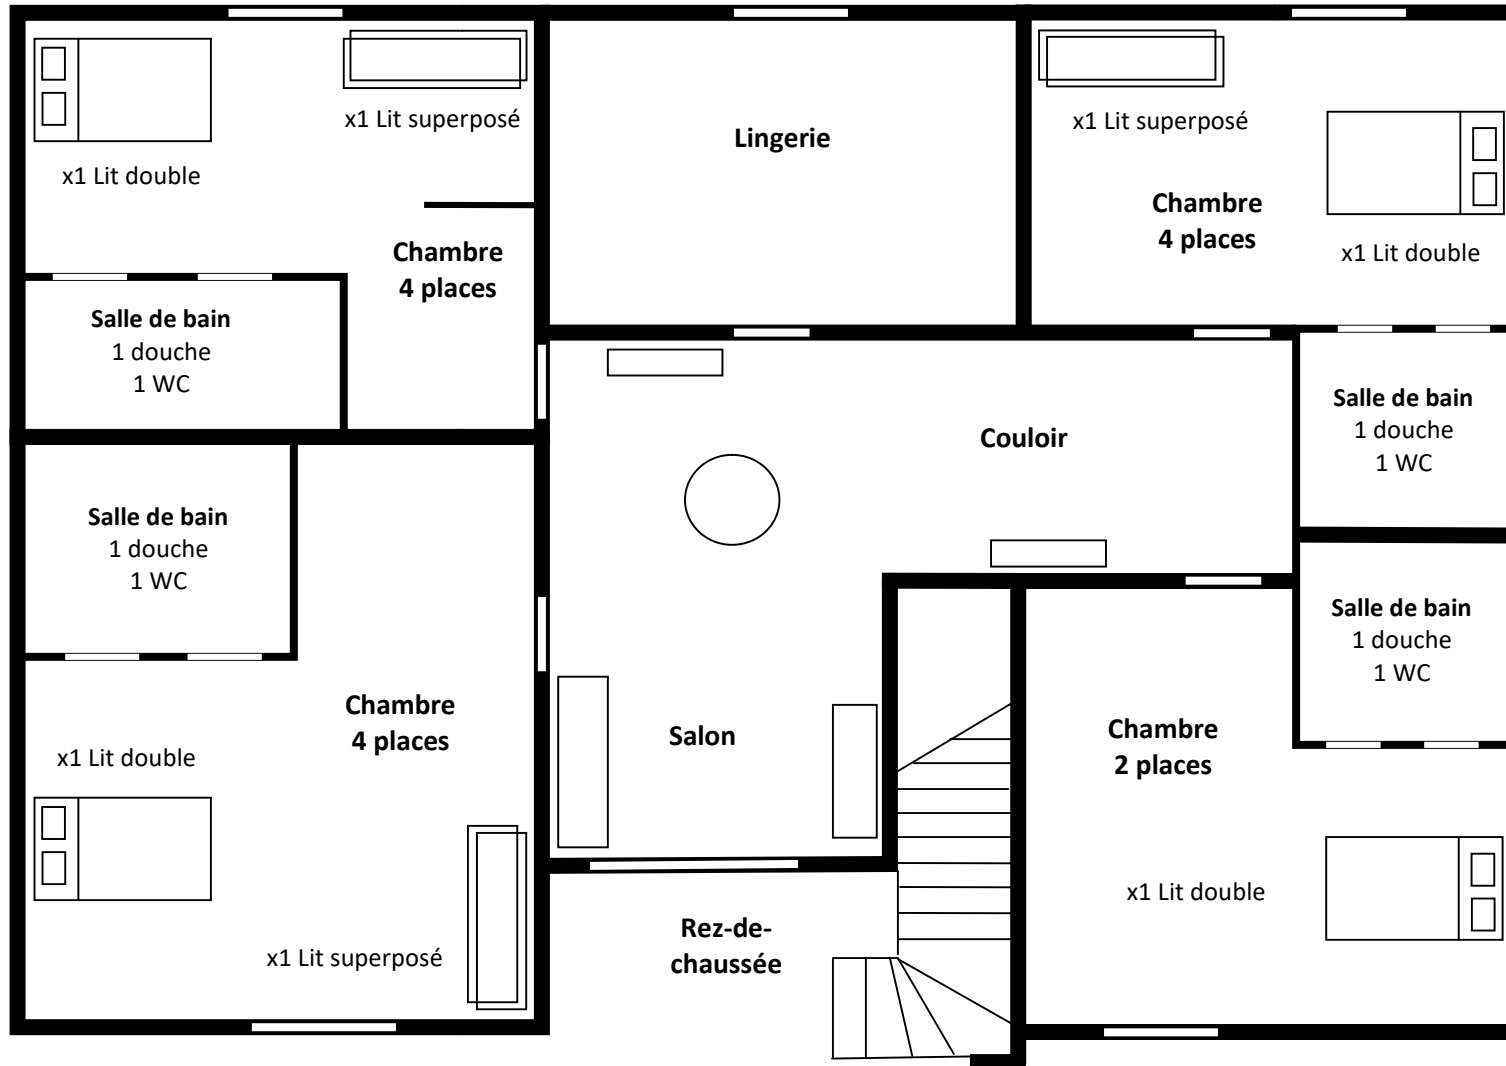 x1 Lit superposé
x1 Lit double
Chambre
4 places
Salle de bain
1 douche
1 WC
Lingerie
x1 Lit superposé
Chambre
4 places
x1 Lit double
Salle de bain
1 douche
1 WC
Couloir
Salle de bain
1 douche
1 WC
Chambre
4 places
x1 Lit double
x1 Lit superposé
Salon
Rez-de-
chaussée
Salle de bain
1 douche
1 WC
Chambre
2 places
x1 Lit double